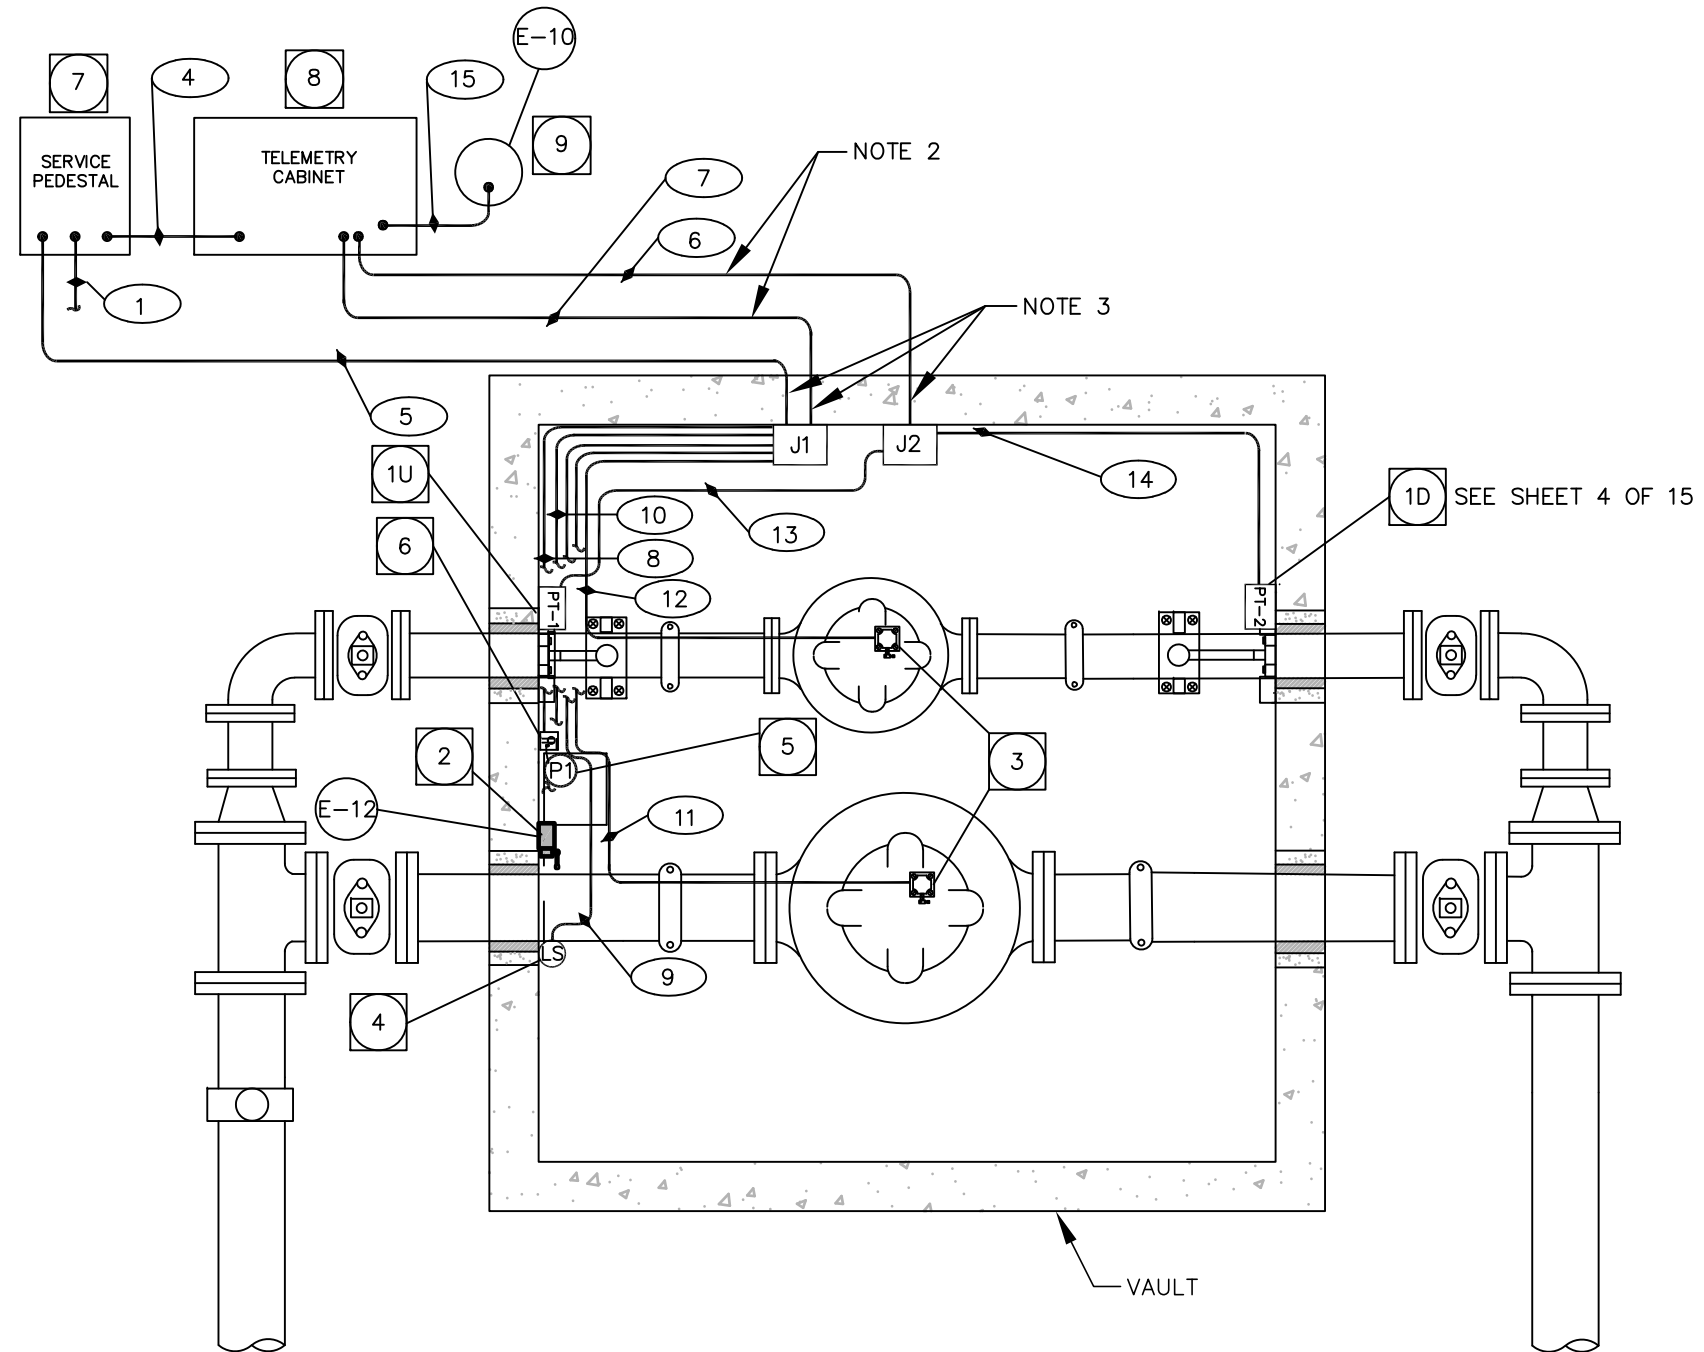 E-10
7
4
8
15
9
SERVICE
PEDESTAL
TELEMETRY
CABINET
NOTE 2
7
6
1
NOTE 3
5
J1
J2
1U
14
1D
SEE SHEET 4 OF 15
10
13
6
8
12
PT-1
PT-2
2
5
3
P1
E-12
11
LS
9
4
VAULT